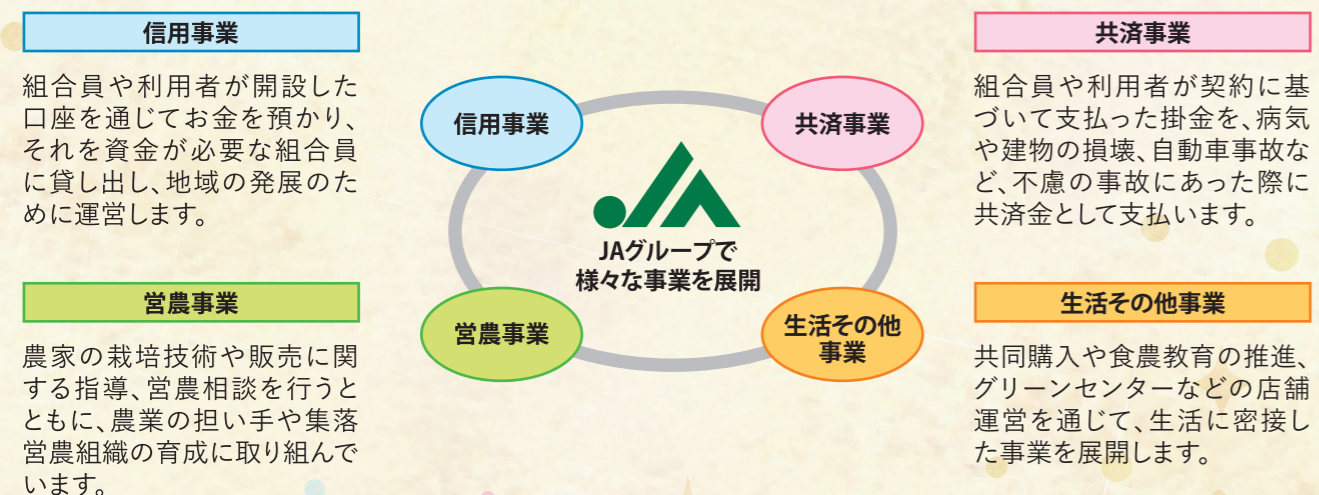 信用事業
組合員や利用者が開設した
口座を通じてお金を預かり、
それを資金が必要な組合員
に貸し出し、地域の発展のた
めに運営します。
営農事業
農家の栽培技術や販売に関
する指導、営農相談を行うと
ともに、農業の担い手や集落
営農組織の育成に取り組んで
います。
信用事業
共済事業
JA
JAグループで
様々な事業を展開
営農事業
生活その他
事業
共済事業
組合員や利用者が契約に基
づいて支払った掛金を、病気
や建物の損壊、自動車事故な
ど、不慮の事故にあった際に
共済金として支払います。
生活その他事業
共同購入や食農教育の推進、
グリーンセンターなどの店舗
運営を通じて、生活に密接し
た事業を展開します。